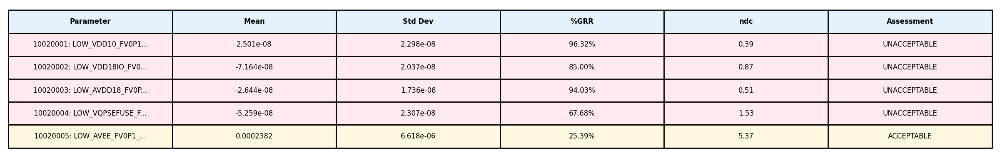 Parameter Mean Std Dev %GRR ndc Assessment
10020001: LOW_VDD10_FV0P1... 2.501e-08 2.298e-08 96.32% 0.39 UNACCEPTABLE
10020002: LOW_VDD18IO_FV0... -7.164e-08 2.037e-08 85.00% 0.87 UNACCEPTABLE
10020003: LOW_AVDD18_FV0P... -2.644e-08 1.736e-08 94.03% 0.51 UNACCEPTABLE
10020004: LOW_VQPSEFUSE_F... -5.259e-08 2.307e-08 67.68% 1.53 UNACCEPTABLE
10020005: LOW_AVEE_FV0P1_... 0.0002382 6.618e-06 25.39% 5.37 ACCEPTABLE